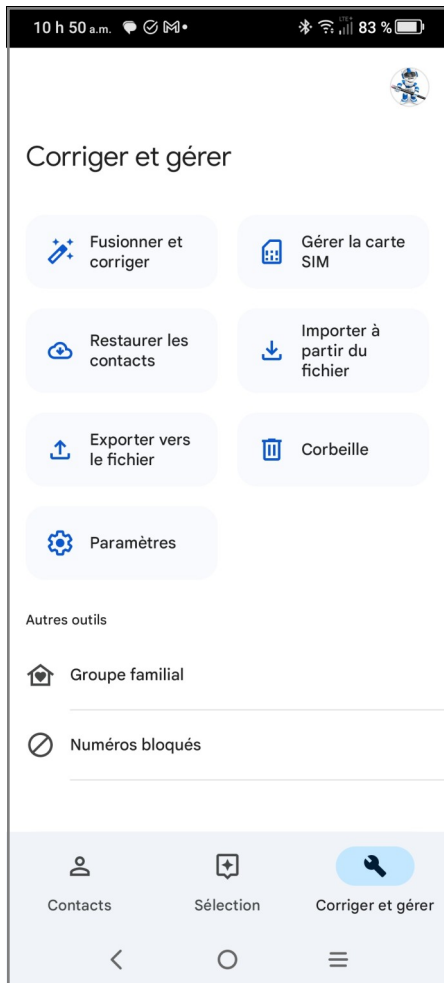 10 h 50 a.m.
LTE+
83 %
Corriger et gérer
Fusionner et
corriger
Gérer la carte
SIM
Restaurer les
contacts
Importer à
partir du
fichier
Exporter vers
le fichier
Corbeille
Paramètres
Autres outils
Groupe familial
Numéros bloqués
Contacts
Sélection
Corriger et gérer